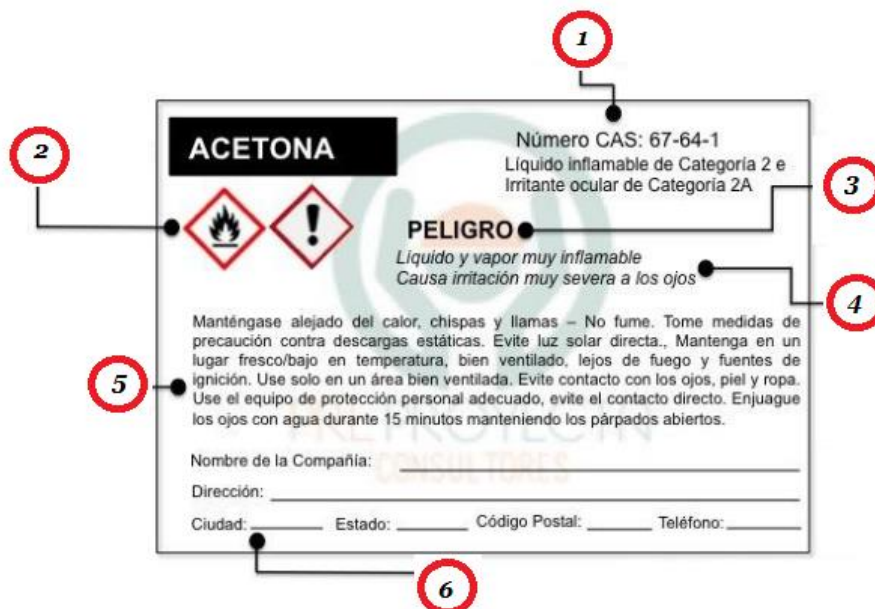 1
ACETONA
Número CAS: 67-64-1
Líquido inflamable de Categoría 2 e
Irritante ocular de Categoría 2A
2
3
PELIGRO
Líquido y vapor muy inflamable
Causa irritación muy severa a los ojos
4
Manténgase alejado del calor, chispas y llamas – No fume. Tome medidas de
precaución contra descargas estáticas. Evite luz solar directa., Mantenga en un
lugar fresco/bajo en temperatura, bien ventilado, lejos de fuego y fuentes de
ignición. Use solo en un área bien ventilada. Evite contacto con los ojos, piel y ropa.
Use el equipo de protección personal adecuado, evite el contacto directo. Enjuague
los ojos con agua durante 15 minutos manteniendo los párpados abiertos.
5
CONSULTORES
Nombre de la Compañía:
Dirección:
Ciudad: Estado: Código Postal: Teléfono:
6